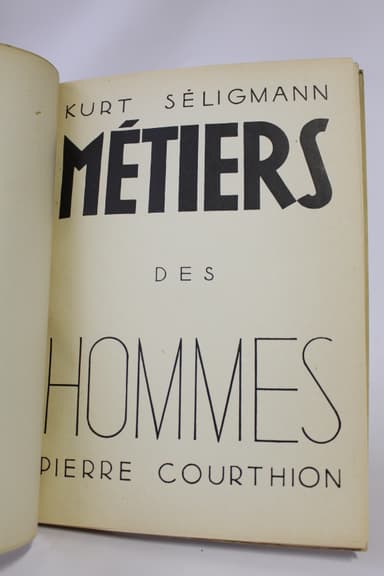 KURT SÉLIGMANN
MÉTIERS
DES
HOMMES
PIERRE COURTHION